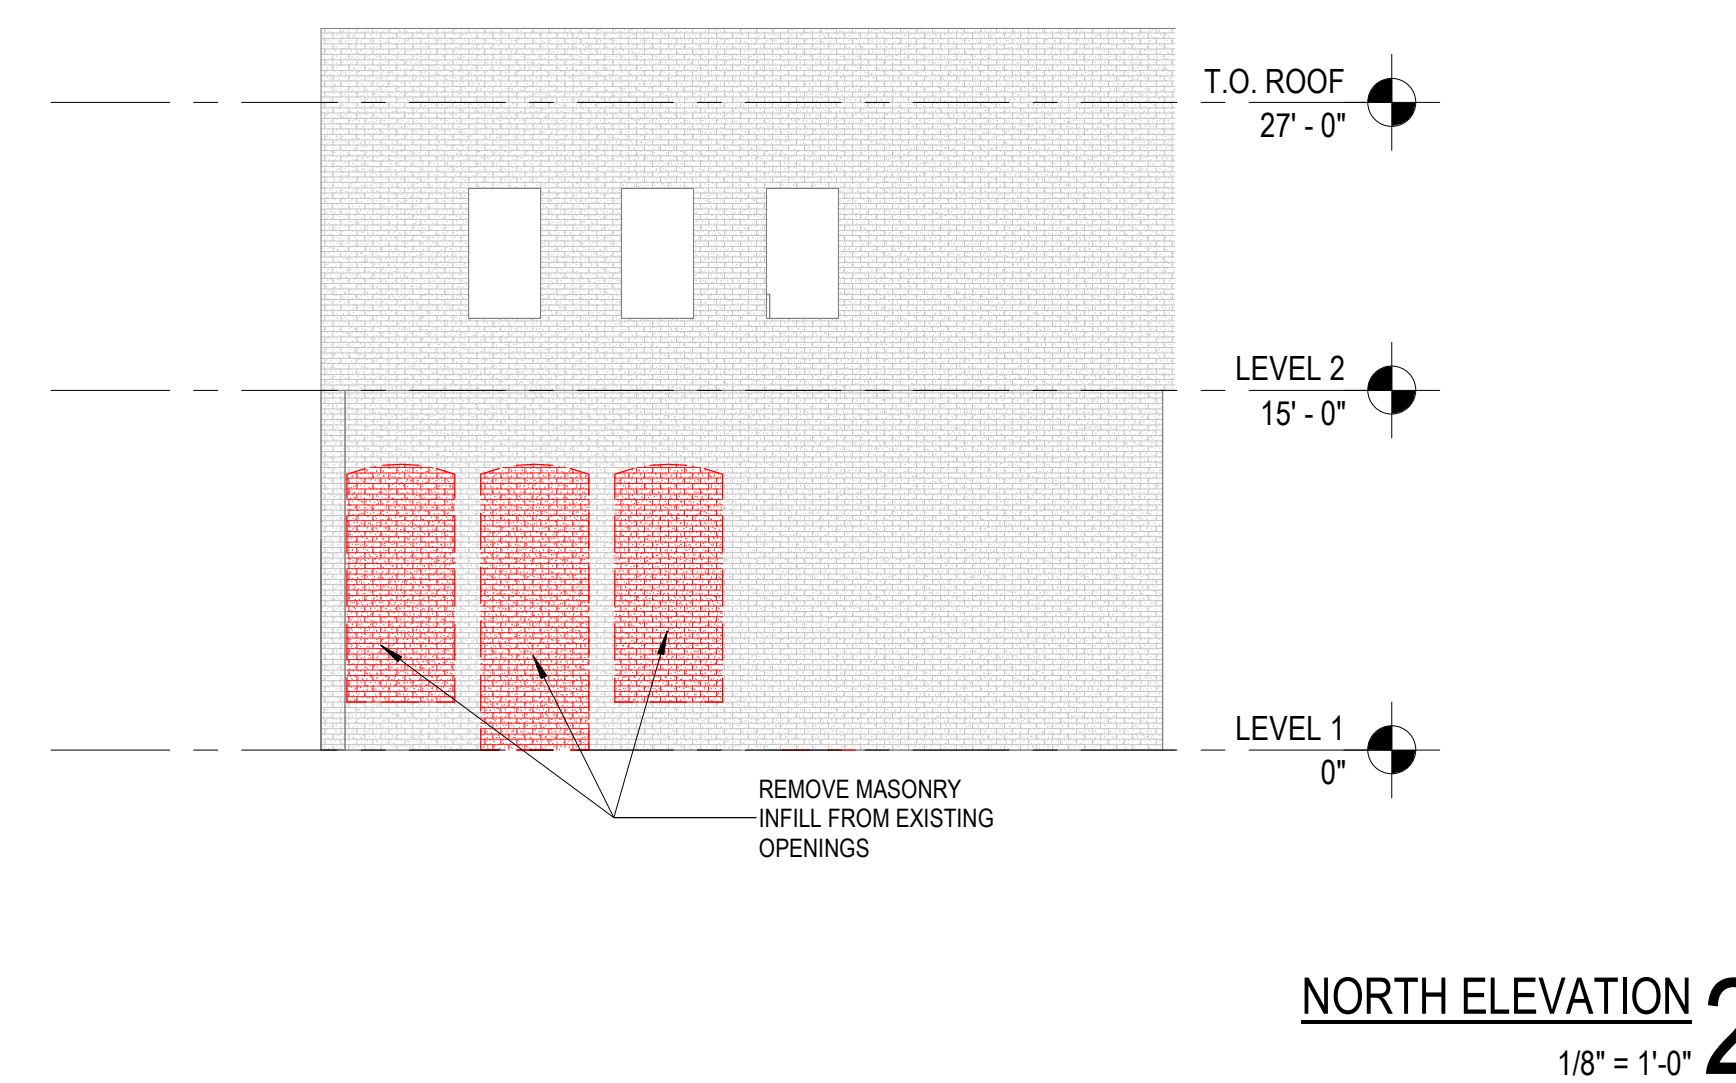 T.O. ROOF
27' - 0"
LEVEL 2
15' - 0"
LEVEL 1
0"
REMOVE MASONRY
INFILL FROM EXISTING
OPENINGS
NORTH ELEVATION 2
1/8" = 1'-0"